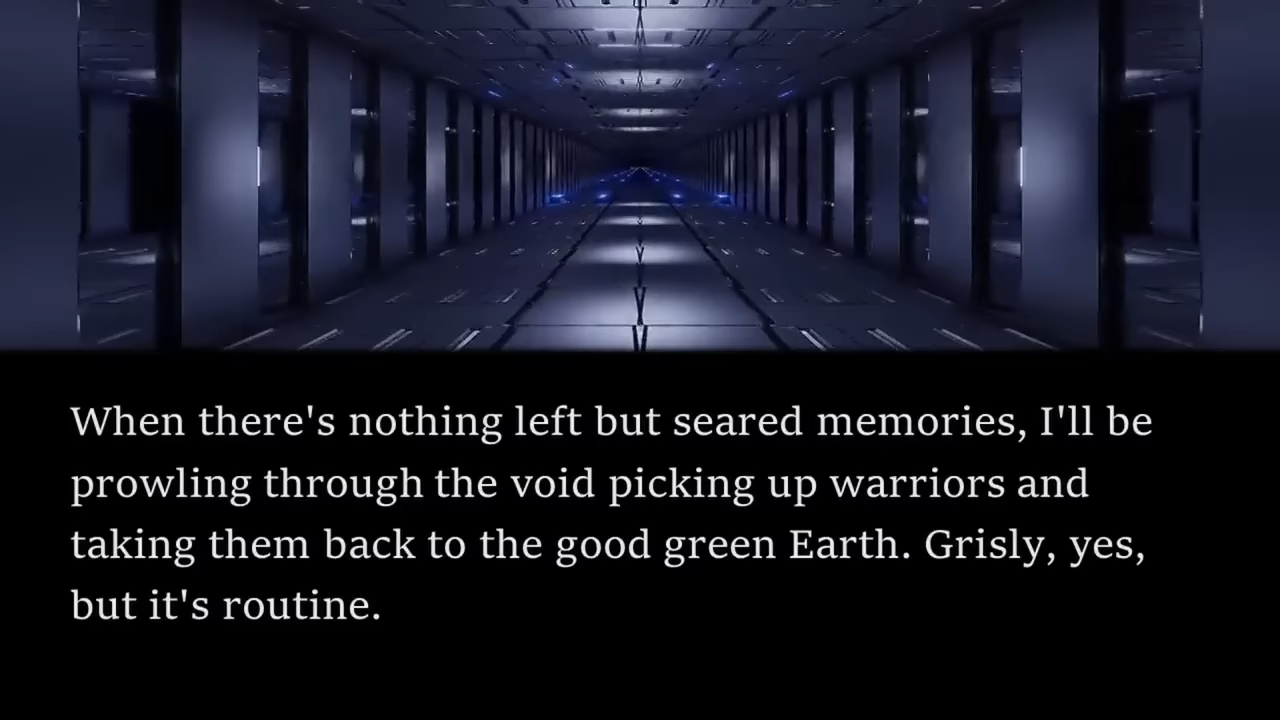 When there's nothing left but seared memories, I'll be
prowling through the void picking up warriors and
taking them back to the good green Earth. Grisly, yes,
but it's routine.